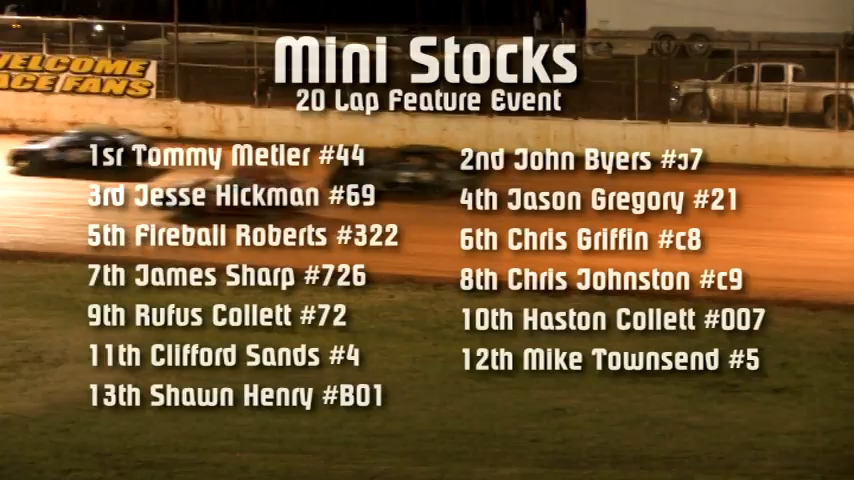 WELCOME
RACE FANS
Mini Stocks
20 Lap Feature Event
1sr Tommy Metler #44
2nd John Byers #J7
3rd Jesse Hickman #69
4th Jason Gregory #21
5th Fireball Roberts #322
6th Chris Griffin #c8
7th James Sharp #726
8th Chris Johnston #c9
9th Rufus Collett #72
10th Haston Collett #007
11th Clifford Sands #4
12th Mike Townsend #5
13th Shawn Henry #B01